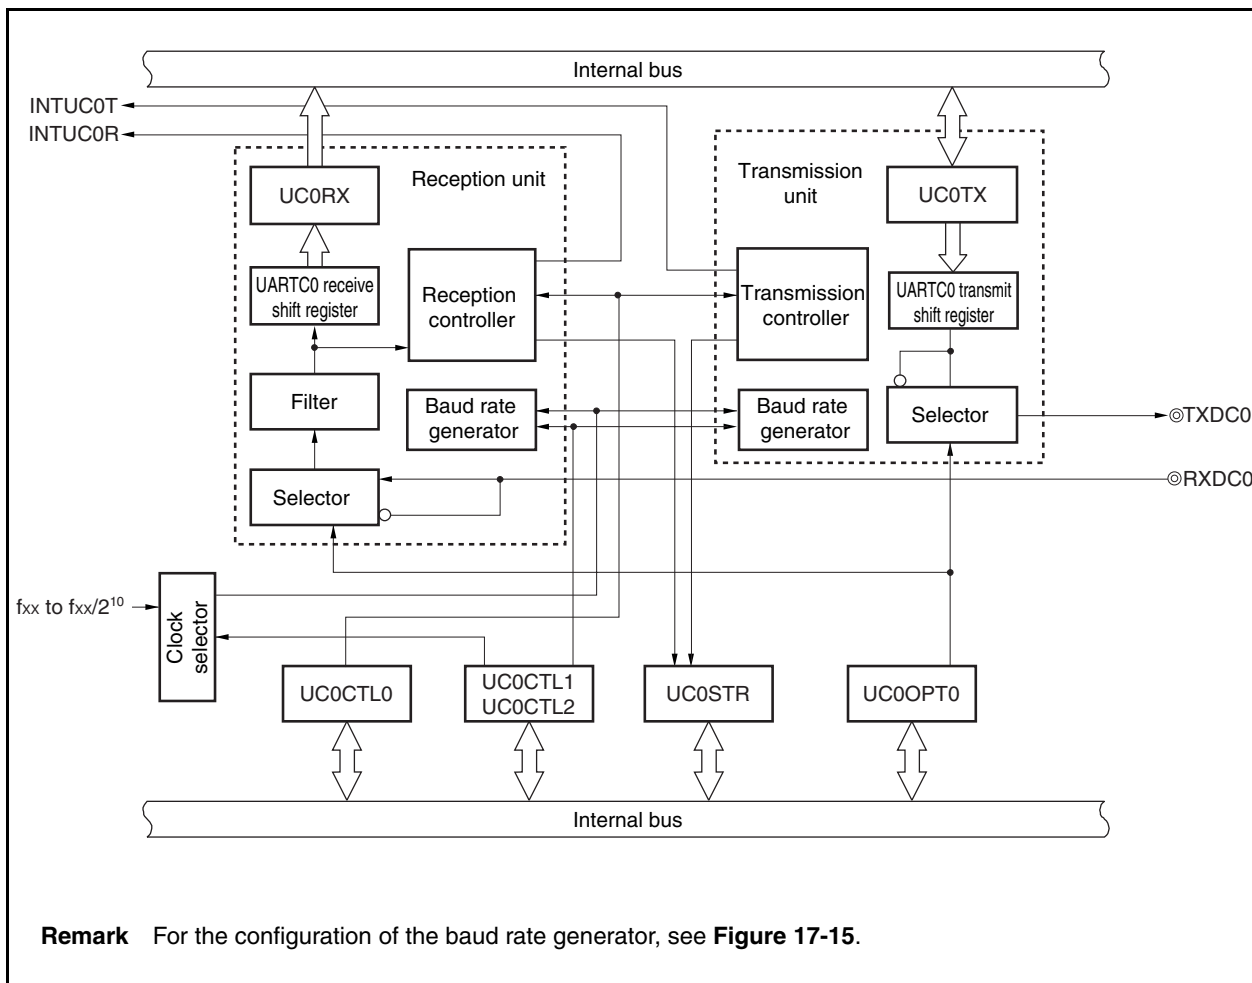 Internal bus
INTUC0T
INTUC0R
Reception unit
Transmission
unit
UC0RX
UC0TX
UARTC0 receive
shift register
Reception
controller
Transmission
controller
UARTC0 transmit
shift register
Filter
Baud rate
generator
Baud rate
generator
Selector
TXDC0
Selector
RXDC0
fxx to fxx/2¹⁰
Clock
selector
UC0CTL0
UC0CTL1
UC0CTL2
UC0STR
UC0OPT0
Internal bus
Remark For the configuration of the baud rate generator, see Figure 17-15.